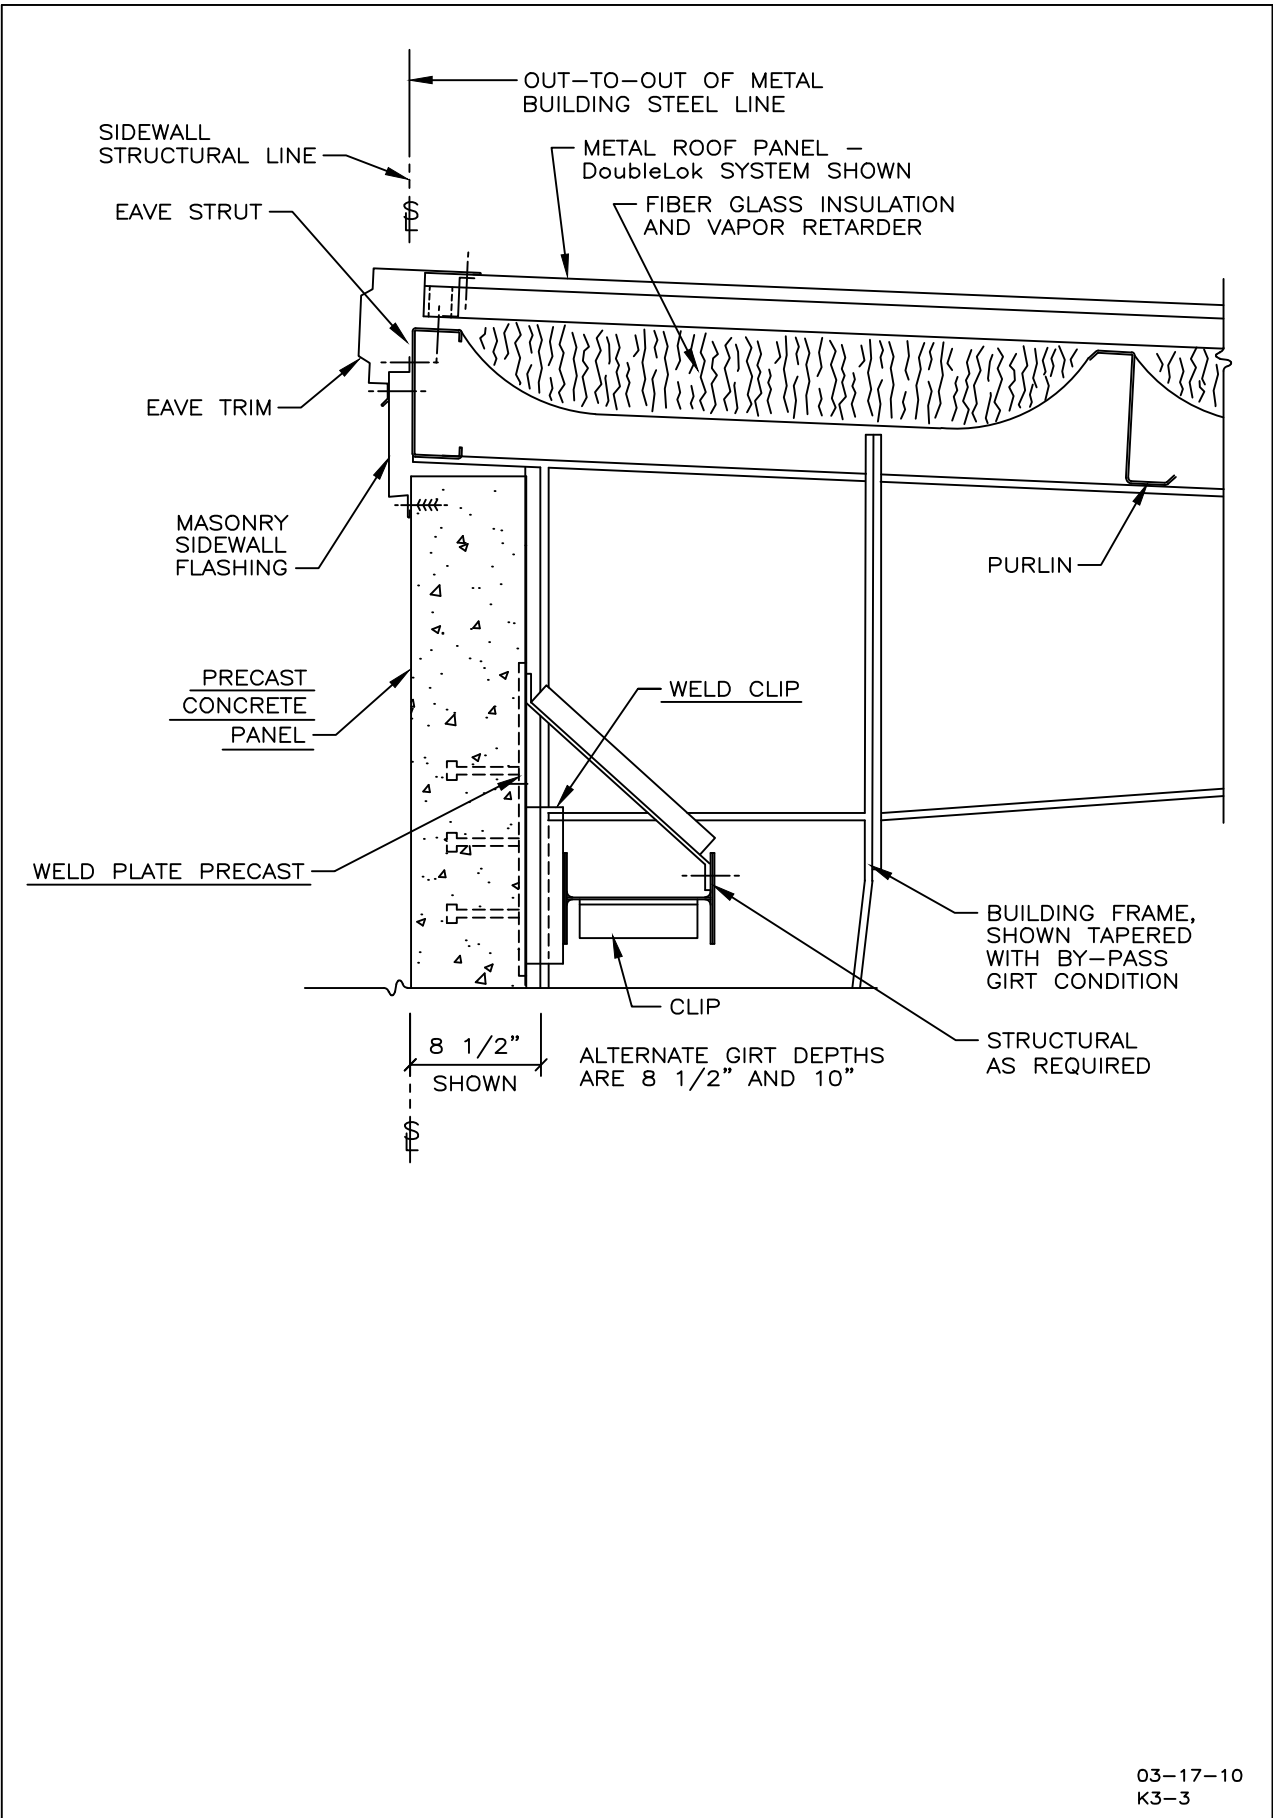 OUT-TO-OUT OF METAL
BUILDING STEEL LINE
SIDEWALL
STRUCTURAL LINE
METAL ROOF PANEL -
DoubleLok SYSTEM SHOWN
EAVE STRUT
FIBER GLASS INSULATION
AND VAPOR RETARDER
EAVE TRIM
MASONRY
SIDEWALL
FLASHING
PURLIN
PRECAST
CONCRETE
PANEL
WELD CLIP
WELD PLATE PRECAST
BUILDING FRAME,
SHOWN TAPERED
WITH BY-PASS
GIRT CONDITION
CLIP
STRUCTURAL
AS REQUIRED
8 1/2"
SHOWN
ALTERNATE GIRT DEPTHS
ARE 8 1/2" AND 10"
03-17-10
K3-3